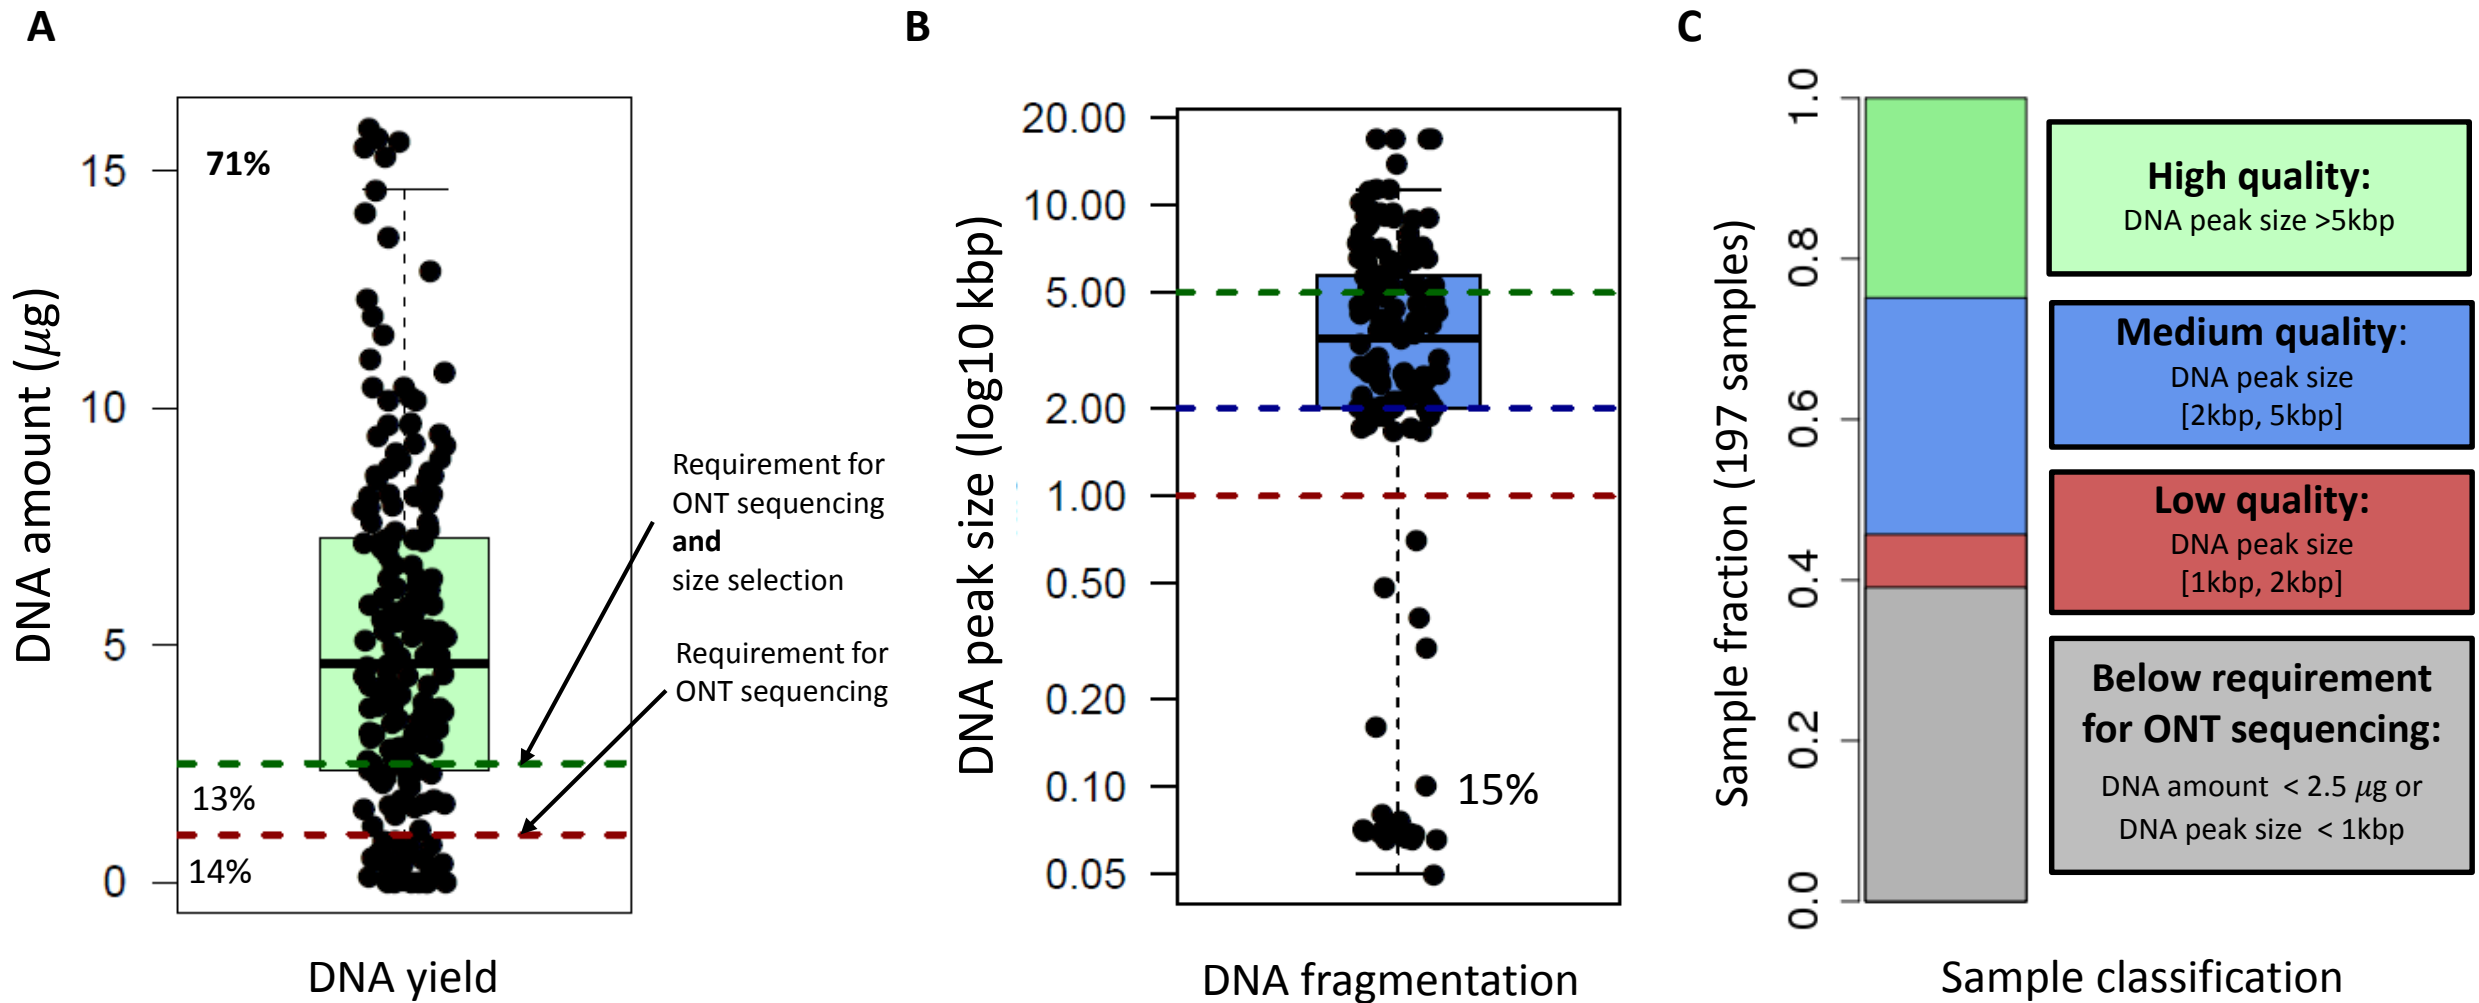 A
B
C
DNA amount (μg)
15
10
5
0
71%
13%
14%
DNA yield
Requirement for
ONT sequencing
and
size selection
Requirement for
ONT sequencing
DNA peak size (log10 kbp)
20.00
10.00
5.00
2.00
1.00
0.50
0.20
0.10
0.05
15%
DNA fragmentation
Sample fraction (197 samples)
1.0
0.8
0.6
0.4
0.2
0.0
Sample classification
High quality:
DNA peak size >5kbp
Medium quality:
DNA peak size
[2kbp, 5kbp]
Low quality:
DNA peak size
[1kbp, 2kbp]
Below requirement
for ONT sequencing:
DNA amount < 2.5 μg or
DNA peak size < 1kbp